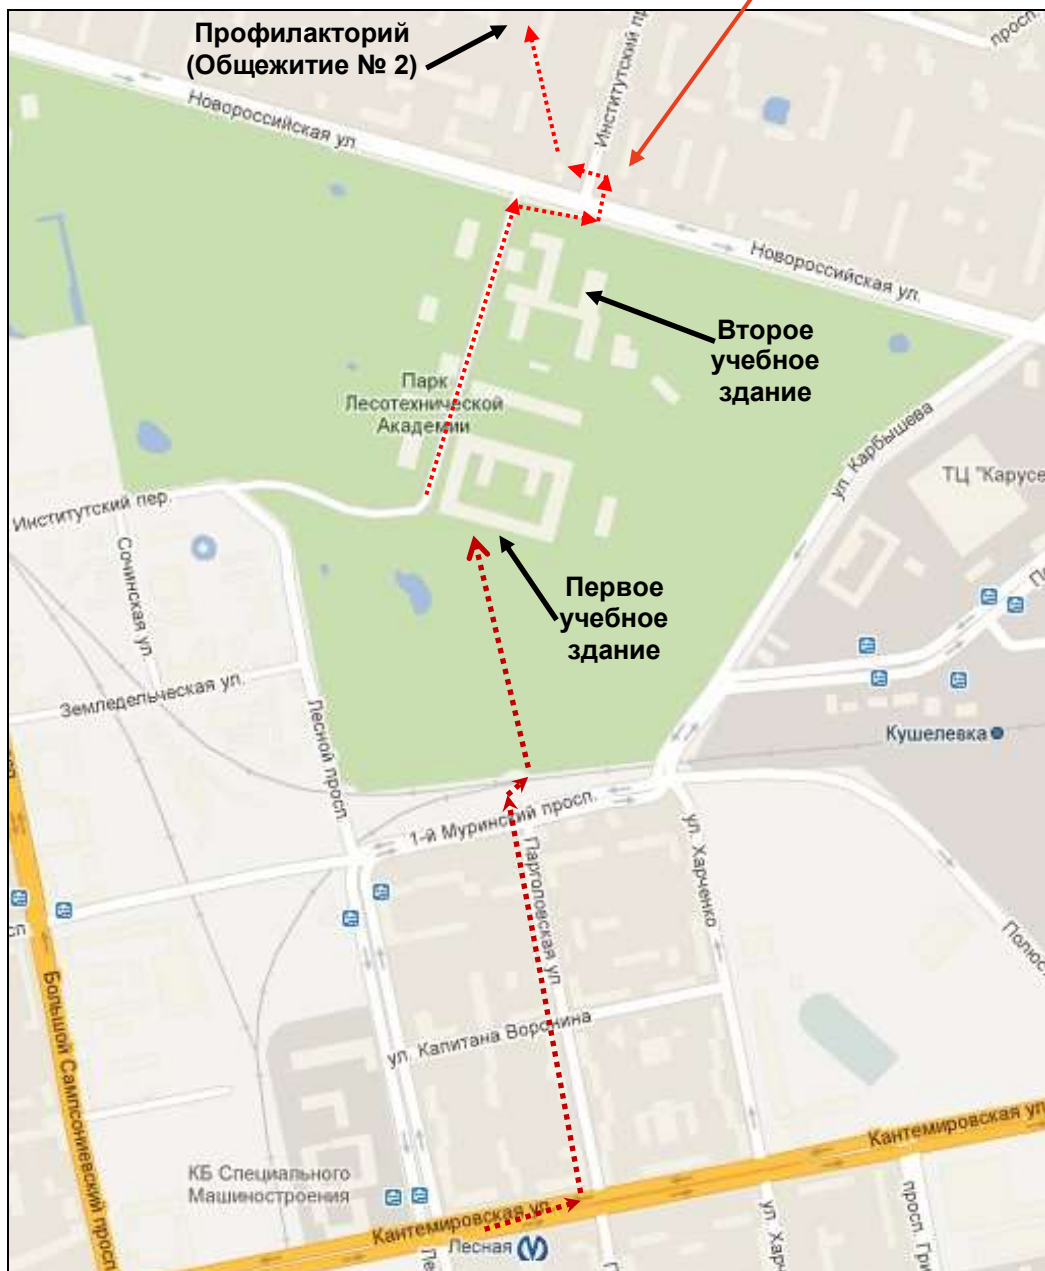 Профилакторий
(Общежитие № 2)
Институтский пр
просп.
Новороссийская ул.
Новороссийская ул.
Второе
учебное
здание
Парк
Лесотехнической
Академии
ул. Карбышева
ТЦ "Карусе
Институтский пер.
Сочинская ул.
Первое
учебное
здание
Земледельческая ул.
Лесной просп.
Кушелевка
1-й Муринский просп.
Парголовская ул.
ул. Харченко
Полюс
сп
Большой Сампсониевский просп
ул. Капитана Воронина
КБ Специального
Машиностроения
Кантемировская ул
Кантемировская ул.
Лесная
Ле
П
ул. Харч
просп. Гри